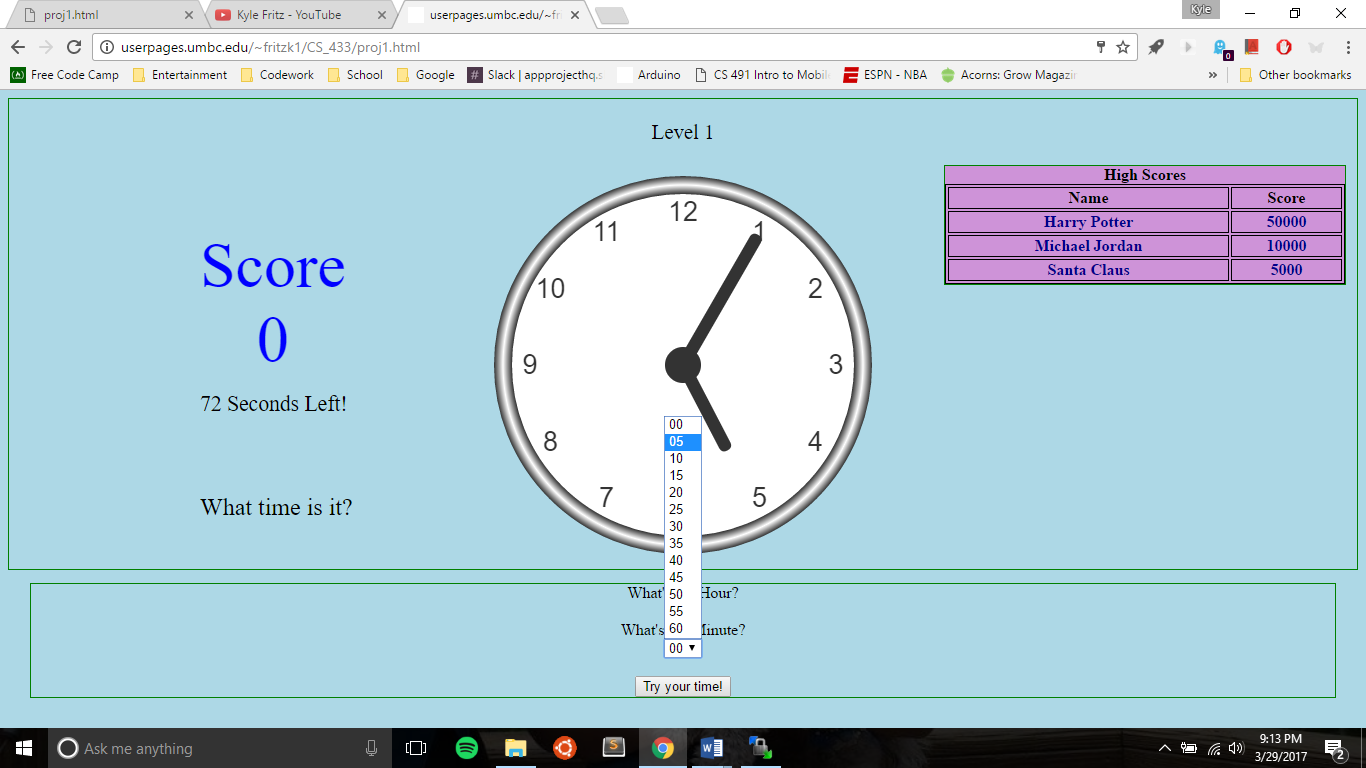 proj1.html
Kyle Fritz - YouTube
userpages.umbc.edu/~fr
Kyle
userpages.umbc.edu/~fritzk1/CS_433/proj1.html
0
Free Code Camp
Entertainment
Codework
School
Google
Slack | appprojecthq.s
Arduino
CS 491 Intro to Mobil
ESPN - NBA
Acorns: Grow Magazi
»
Other bookmarks
Level 1
High Scores
Name Score
Harry Potter 50000
Michael Jordan 10000
Santa Claus 5000
Score
0
72 Seconds Left!
What time is it?
12
1
2
3
4
5
7
8
9
10
11
00
05
10
15
20
25
30
35
40
45
50
55
60
What' Hour?
What's Minute?
00
Try your time!
Ask me anything
9:13 PM
3/29/2017
2